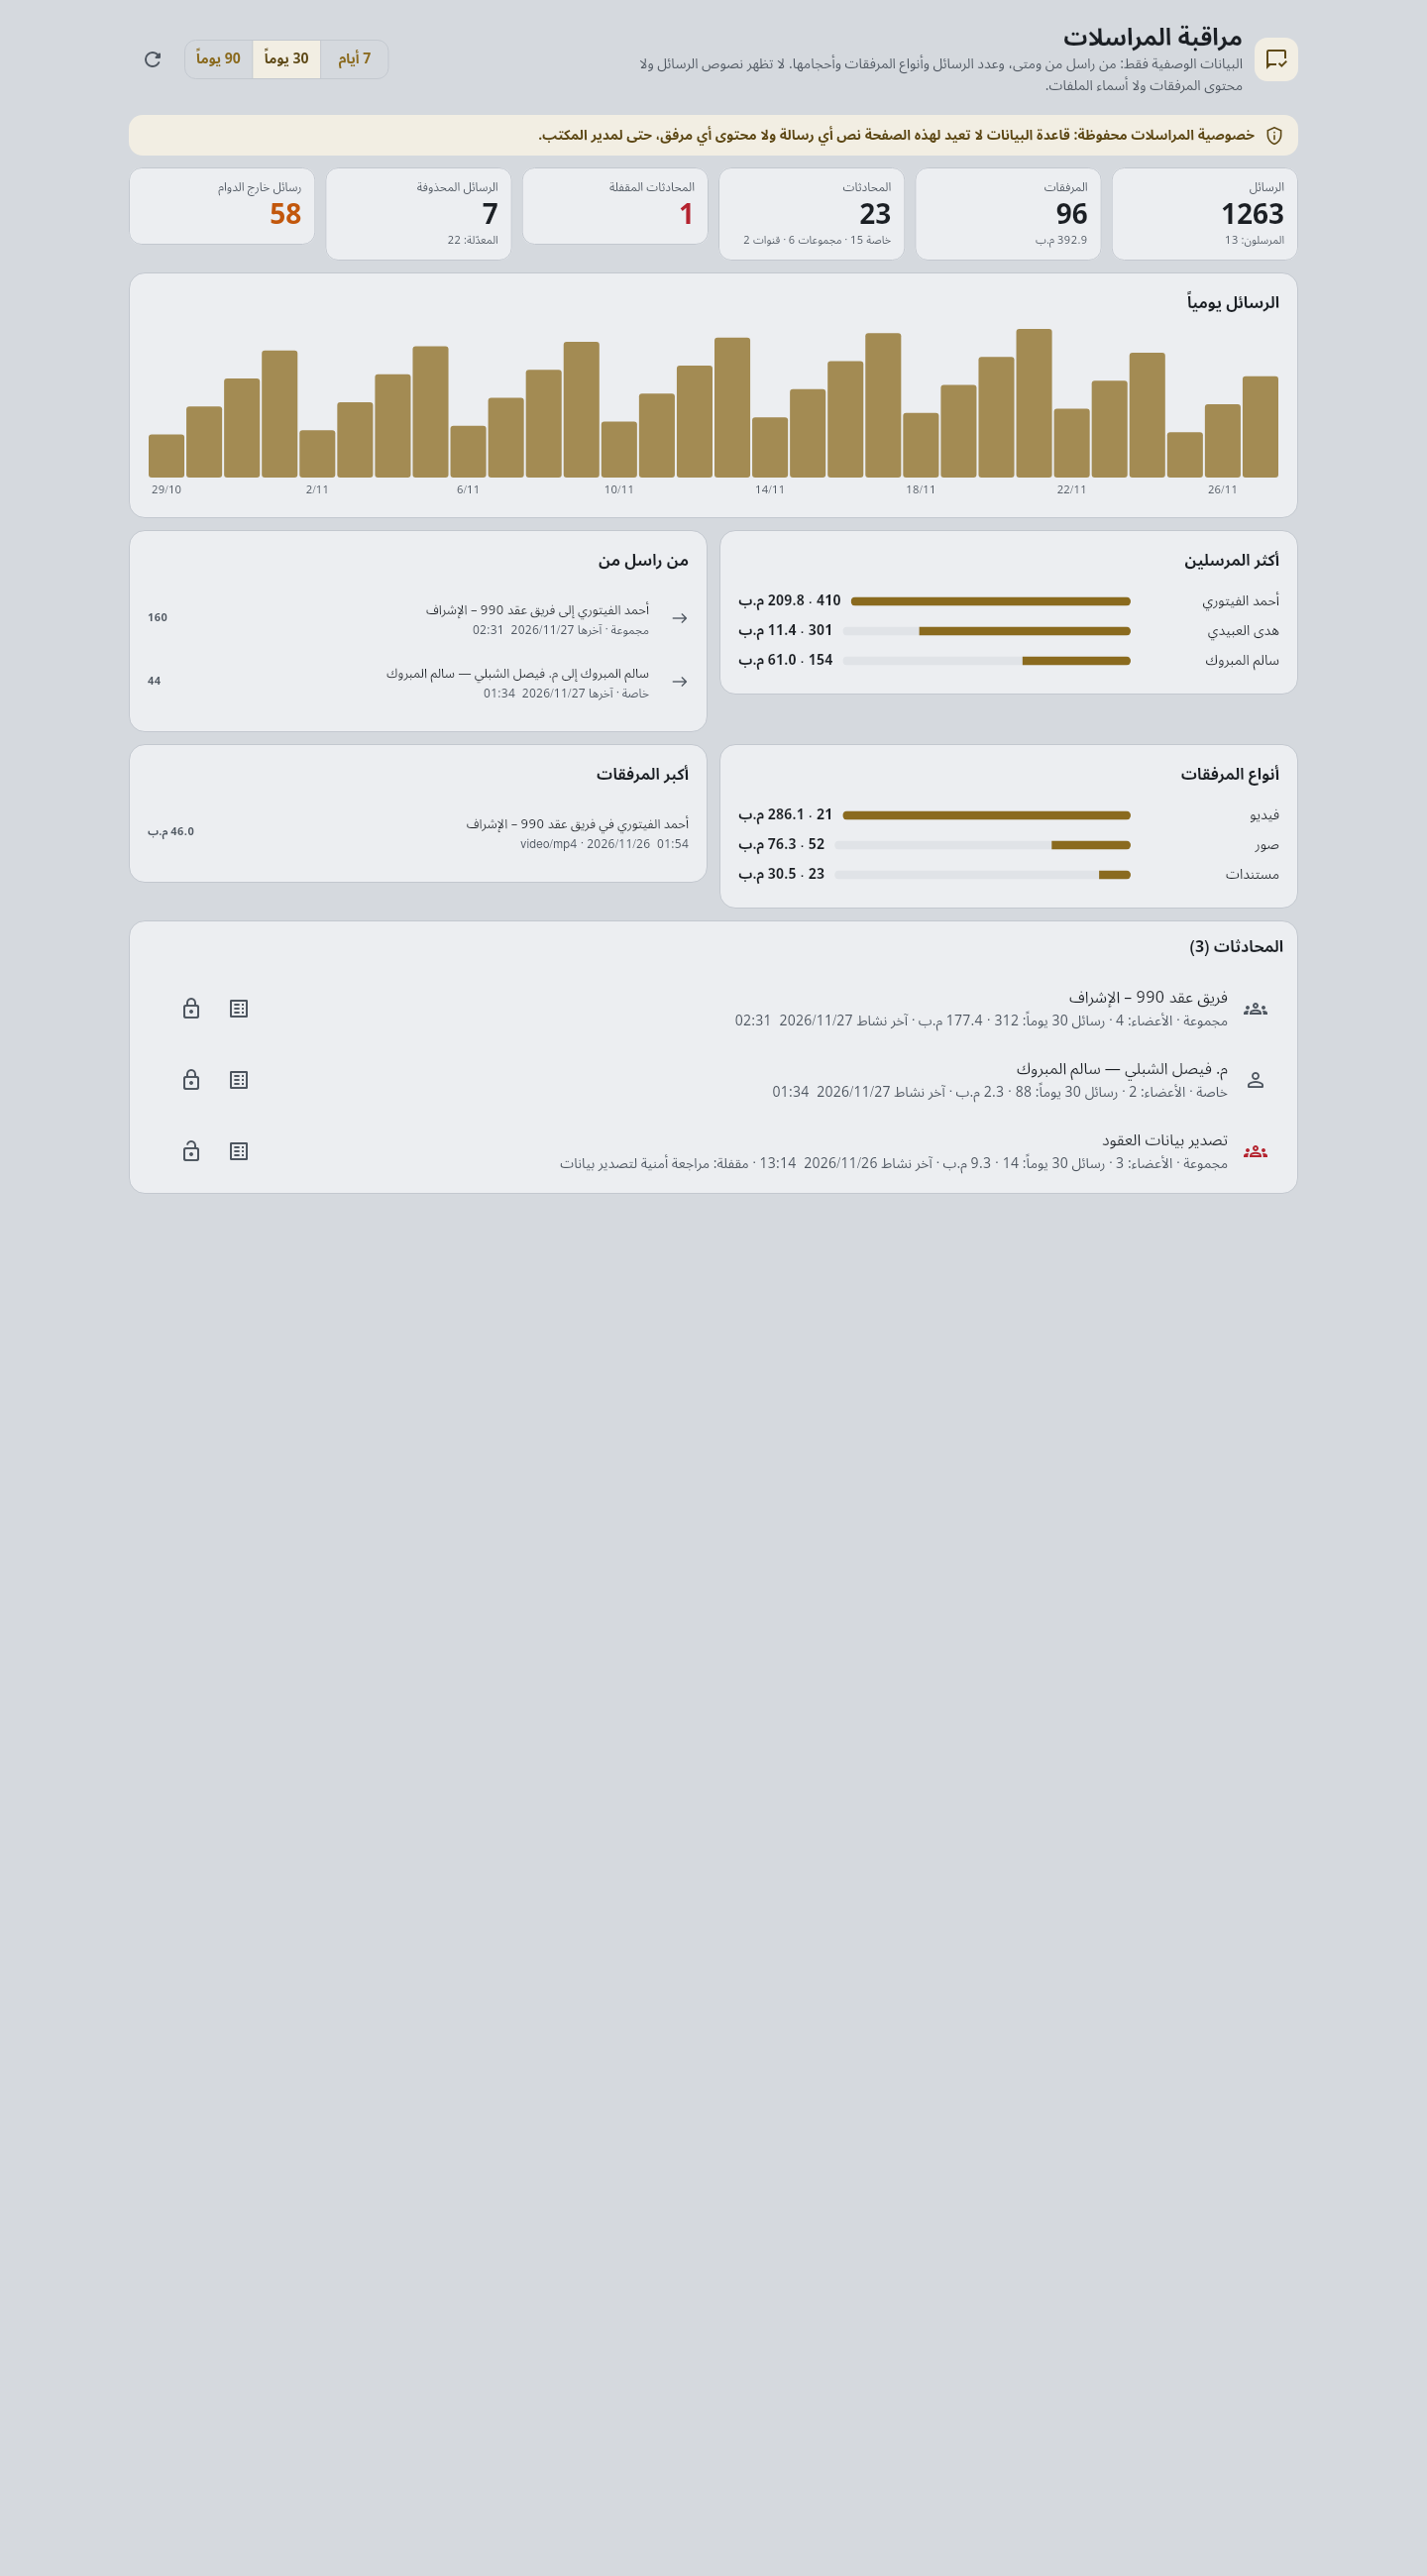 مراقبة المراسلات
البيانات الوصفية فقط: من راسل من ومتى، وعدد الرسائل وأنواع المرفقات وأحجامها. لا تظهر نصوص الرسائل ولا
محتوى المرفقات ولا أسماء الملفات.
7 أيام
30 يوماً
90 يوماً
خصوصية المراسلات محفوظة: قاعدة البيانات لا تعيد لهذه الصفحة نص أي رسالة ولا محتوى أي مرفق، حتى لمدير المكتب.
الرسائل
1263
المرسلون: 13
المرفقات
96
392.9 م.ب
المحادثات
23
خاصة 15 · مجموعات 6 · قنوات 2
المحادثات المقفلة
1
الرسائل المحذوفة
7
المعدّلة: 22
رسائل خارج الدوام
58
الرسائل يومياً
29/10 2/11 6/11 10/11 14/11 18/11 22/11 26/11
أكثر المرسلين
أحمد الفيتوري 410 · 209.8 م.ب
هدى العبيدي 301 · 11.4 م.ب
سالم المبروك 154 · 61.0 م.ب
من راسل من
أحمد الفيتوري إلى فريق عقد 990 – الإشراف
مجموعة · آخرها 2026/11/27 02:31
160
سالم المبروك إلى م. فيصل الشبلي — سالم المبروك
خاصة · آخرها 2026/11/27 01:34
44
أنواع المرفقات
فيديو 21 · 286.1 م.ب
صور 52 · 76.3 م.ب
مستندات 23 · 30.5 م.ب
أكبر المرفقات
أحمد الفيتوري في فريق عقد 990 – الإشراف
video/mp4 · 2026/11/26 01:54
46.0 م.ب
المحادثات (3)
فريق عقد 990 – الإشراف
مجموعة · الأعضاء: 4 · رسائل 30 يوماً: 312 · 177.4 م.ب · آخر نشاط 2026/11/27 02:31
م. فيصل الشبلي — سالم المبروك
خاصة · الأعضاء: 2 · رسائل 30 يوماً: 88 · 2.3 م.ب · آخر نشاط 2026/11/27 01:34
تصدير بيانات العقود
مجموعة · الأعضاء: 3 · رسائل 30 يوماً: 14 · 9.3 م.ب · آخر نشاط 2026/11/26 13:14 · مقفلة: مراجعة أمنية لتصدير بيانات